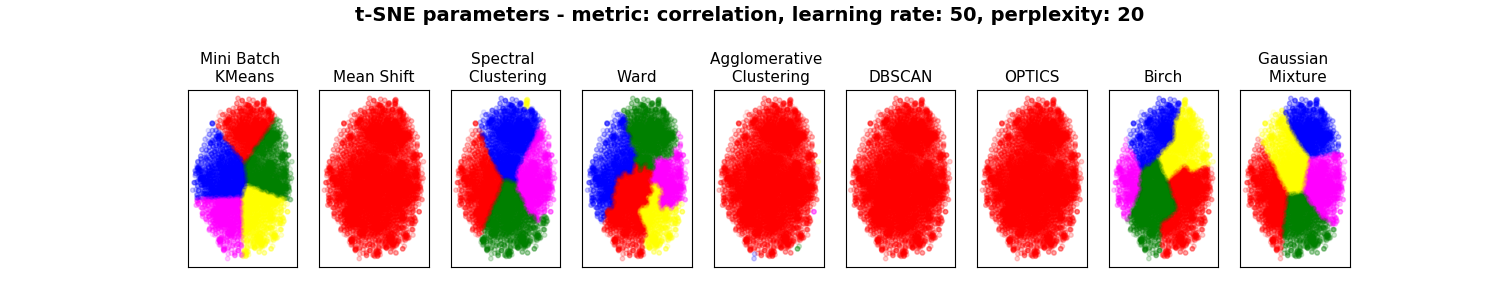 t-SNE parameters - metric: correlation, learning rate: 50, perplexity: 20
Mini Batch
KMeans
Mean Shift
Spectral
Clustering
Ward
Agglomerative
Clustering
DBSCAN
OPTICS
Birch
Gaussian
Mixture